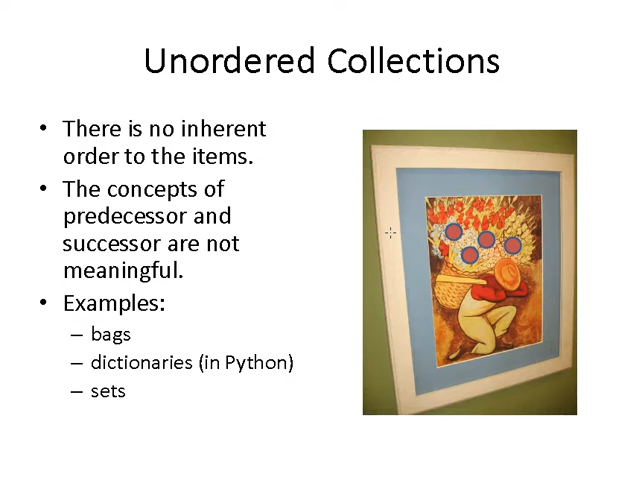 Unordered Collections
• There is no inherent
order to the items.
• The concepts of
predecessor and
successor are not
meaningful.
• Examples:
– bags
– dictionaries (in Python)
– sets